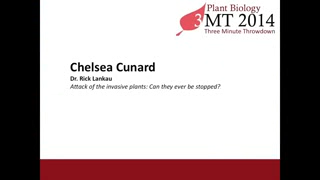 Plant Biology
3MT 2014
Three Minute Throwdown
Chelsea Cunard
Dr. Rick Lankau
Attack of the invasive plants: Can they ever be stopped?